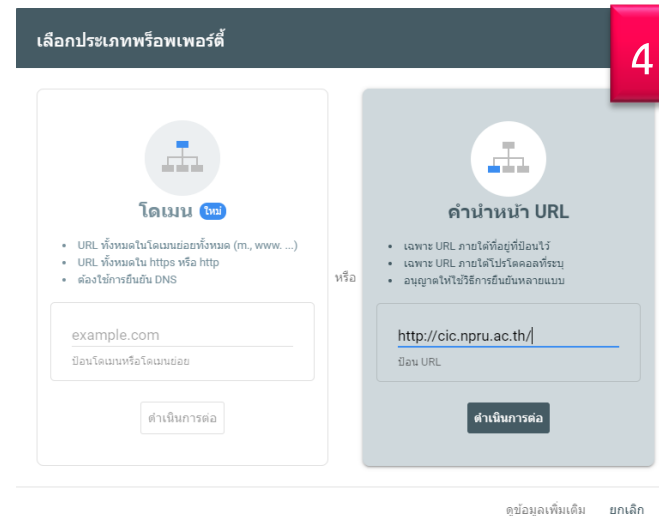 เลือกประเภทพร็อพเพอร์ตี้
4
โดเมน ใหม่
• URL ทั้งหมดในโดเมนย่อยทั้งหมด (m., www. ...)
• URL ทั้งหมดใน https หรือ http
• ต้องใช้การยืนยัน DNS
example.com
ป้อนโดเมนหรือโดเมนย่อย
ดำเนินการต่อ
หรือ
คำนำหน้า URL
• เฉพาะ URL ภายใต้ที่อยู่ที่ป้อนไว้
• เฉพาะ URL ภายใต้โปรโตคอลที่ระบุ
• อนุญาตให้ใช้วิธีการยืนยันหลายแบบ
http://cic.npru.ac.th/
ป้อน URL
ดำเนินการต่อ
ดูข้อมูลเพิ่มเติม ยกเลิก